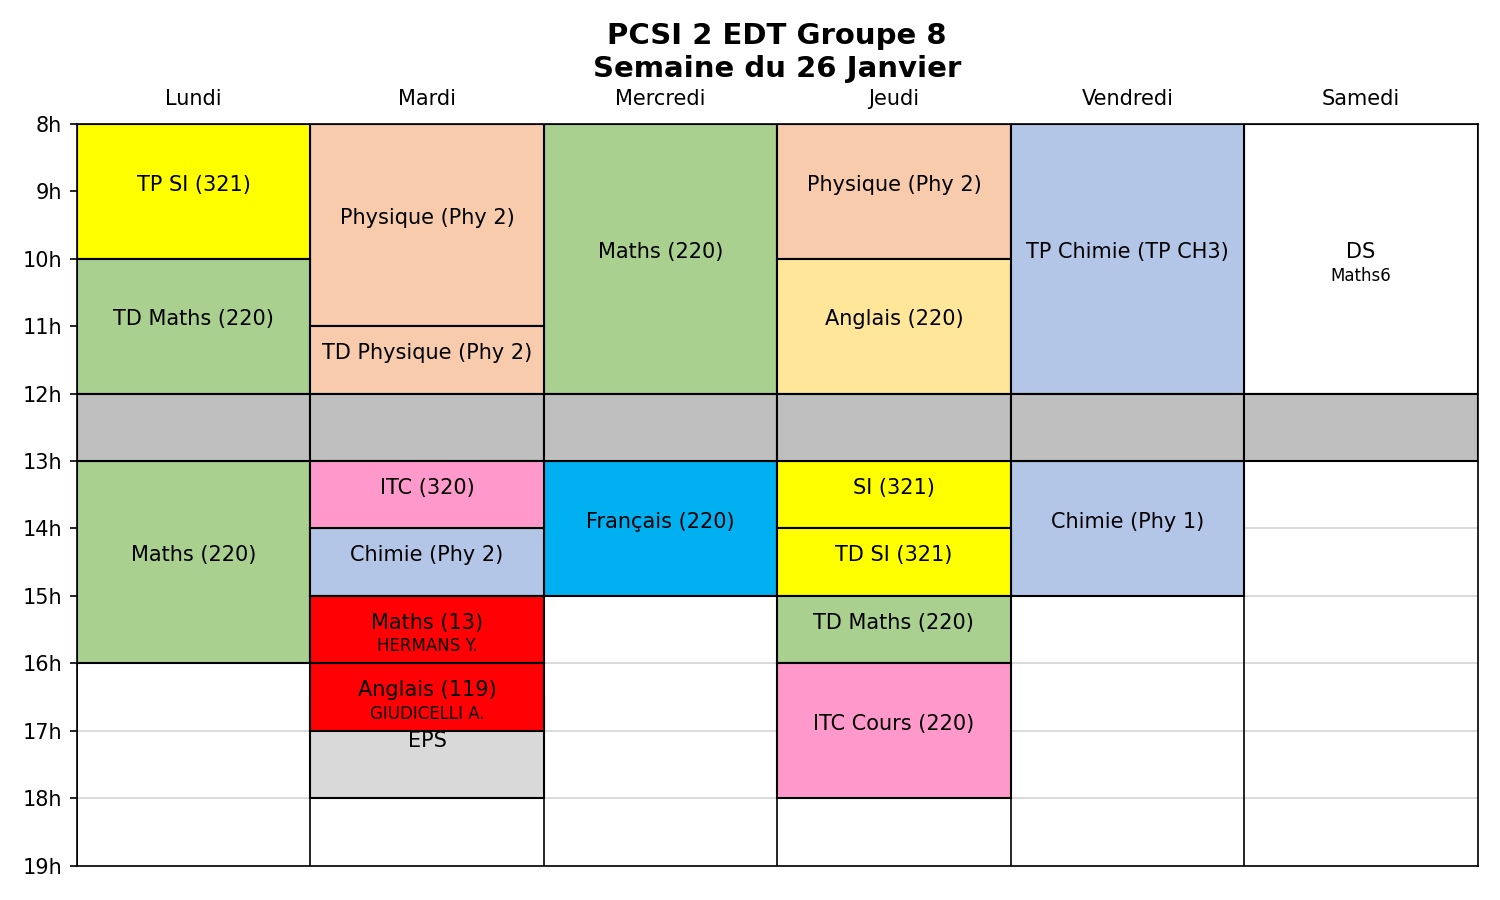 PCSI 2 EDT Groupe 8
Semaine du 26 Janvier
Lundi Mardi Mercredi Jeudi Vendredi Samedi
8h
TP SI (321) Physique (Phy 2)
9h
Physique (Phy 2)
10h Maths (220) TP Chimie (TP CH3) DS
Maths6
TD Maths (220) Anglais (220)
11h
TD Physique (Phy 2)
12h
13h
ITC (320) SI (321)
14h Français (220) Chimie (Phy 1)
Maths (220) Chimie (Phy 2) TD SI (321)
15h
Maths (13) TD Maths (220)
HERMANS Y.
16h
Anglais (119)
GIUDICELLI A.
ITC Cours (220)
17h
EPS
18h
19h